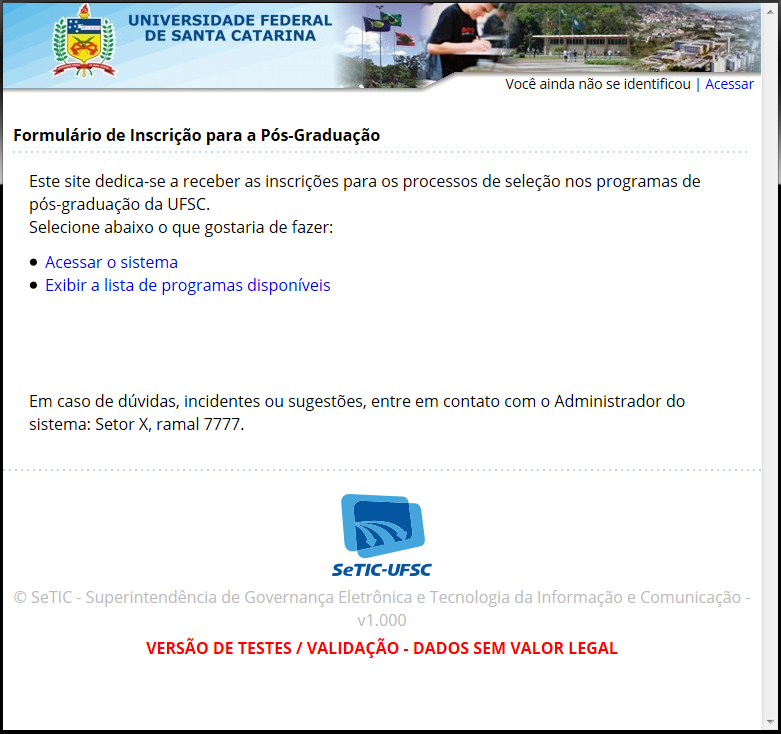 UNIVERSIDADE FEDERAL
DE SANTA CATARINA
Você ainda não se identificou | Acessar
Formulário de Inscrição para a Pós-Graduação
Este site dedica-se a receber as inscrições para os processos de seleção nos programas de
pós-graduação da UFSC.
Selecione abaixo o que gostaria de fazer:
Acessar o sistema
Exibir a lista de programas disponíveis
Em caso de dúvidas, incidentes ou sugestões, entre em contato com o Administrador do
sistema: Setor X, ramal 7777.
SeTIC-UFSC
© SeTIC - Superintendência de Governança Eletrônica e Tecnologia da Informação e Comunicação -
v1.000
VERSÃO DE TESTES / VALIDAÇÃO - DADOS SEM VALOR LEGAL